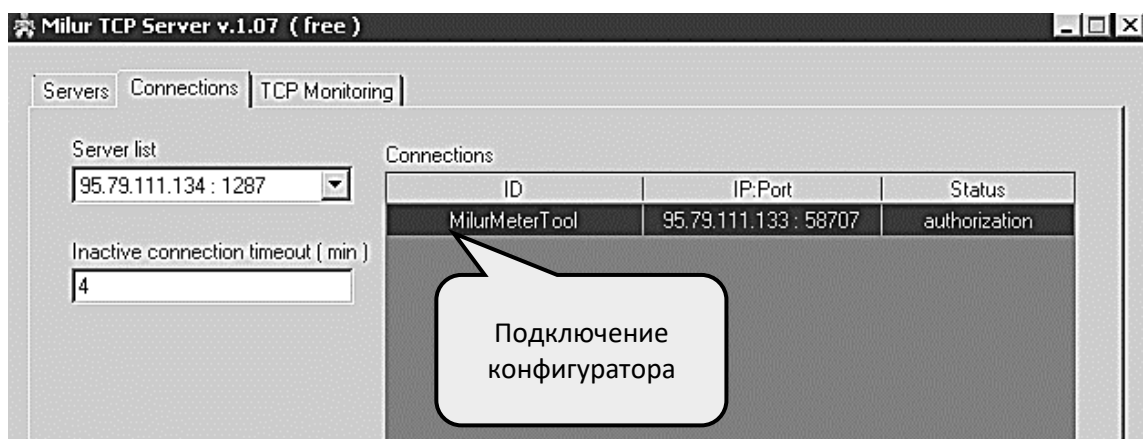 Milur TCP Server v.1.07 ( free )
Servers Connections TCP Monitoring
Server list
95.79.111.134 : 1287
Inactive connection timeout ( min )
4
Connections
ID IP:Port Status
MilurMeterTool 95.79.111.133 : 58707 authorization
Подключение
конфигуратора